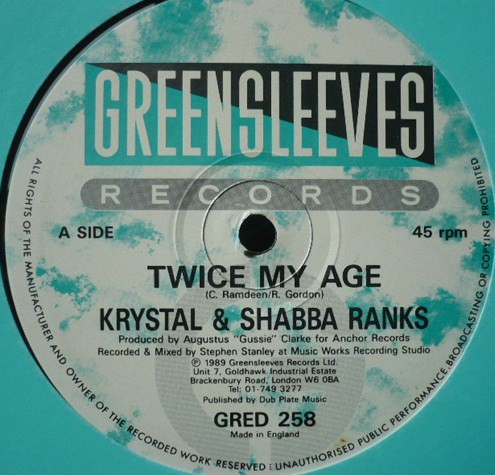 GREENSLEEVES
RECORDS
A SIDE
45 rpm
TWICE MY AGE
(C. Ramdeen/R. Gordon)
KRYSTAL & SHABBA RANKS
Produced by Augustus "Gussie" Clarke for Anchor Records
Recorded & Mixed by Stephen Stanley at Music Works Recording Studio
℗ 1989 Greensleeves Records Ltd.
Unit 7, Goldhawk Industrial Estate
Brackenbury Road, London W6 0BA
Tel: 01-749 3277
Published by Dub Plate Music
GRED 258
Made in England
ALL RIGHTS OF THE MANUFACTURER AND OWNER OF THE RECORDED WORK RESERVED : UNAUTHORISED PUBLIC PERFORMANCE, BROADCASTING OR COPYING PROHIBITED